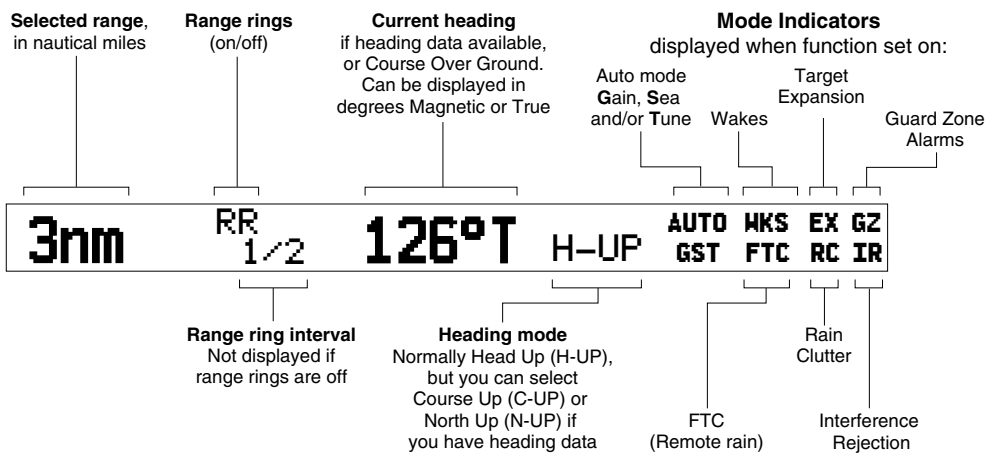 Selected range,
in nautical miles
Range rings
(on/off)
Current heading
if heading data available,
or Course Over Ground.
Can be displayed in
degrees Magnetic or True
Mode Indicators
displayed when function set on:
Auto mode
Gain, Sea
and/or Tune
Wakes
Target
Expansion
Guard Zone
Alarms
3nm
RR
1/2
126°T
H-UP
AUTO WKS EX GZ
GST FTC RC IR
Range ring interval
Not displayed if
range rings are off
Heading mode
Normally Head Up (H-UP),
but you can select
Course Up (C-UP) or
North Up (N-UP) if
you have heading data
FTC
(Remote rain)
Rain
Clutter
Interference
Rejection